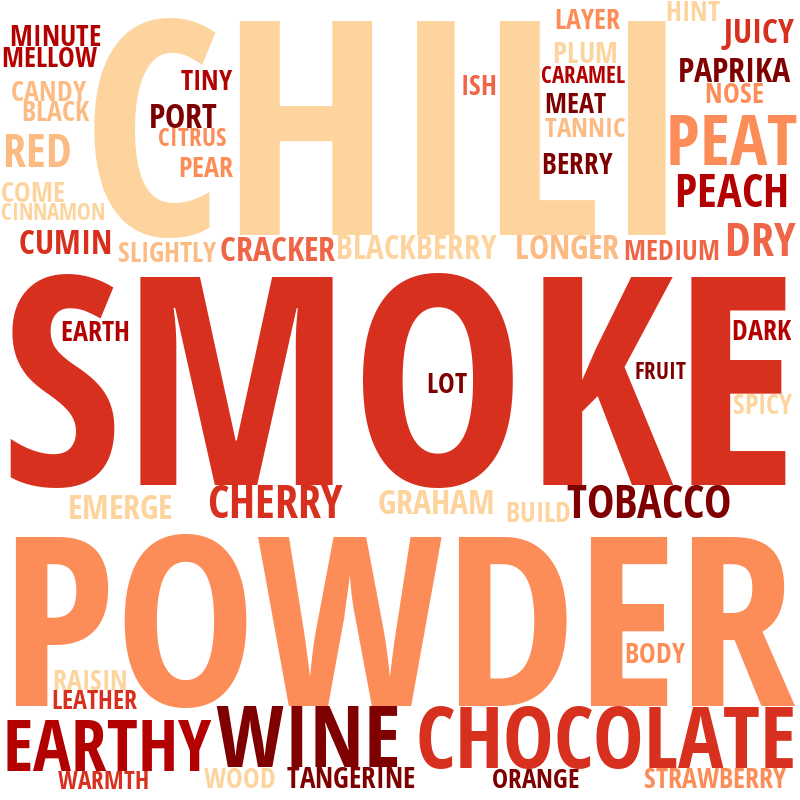 HINT
LAYER
MINUTE
JUICY
MELLOW
PLUM
CHILI
TINY
ISH
CARAMEL
PAPRIKA
CANDY
NOSE
BLACK
PORT
MEAT
CITRUS
TANNIC
PEAT
RED
PEAR
BERRY
COME
PEACH
CINNAMON
CUMIN
SLIGHTLY
CRACKER
BLACKBERRY
LONGER
MEDIUM
DRY
SMOKE
EARTH
DARK
LOT
FRUIT
SPICY
EMERGE
CHERRY
GRAHAM
BUILD
TOBACCO
POWDER
BODY
RAISIN
LEATHER
EARTHY
WINE
CHOCOLATE
WARMTH
WOOD
TANGERINE
ORANGE
STRAWBERRY